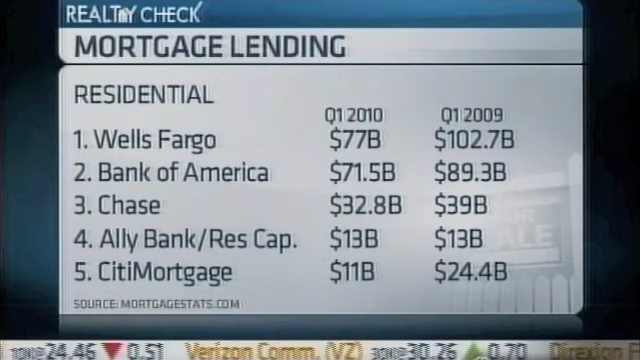 REALTY CHECK
MORTGAGE LENDING
RESIDENTIAL
Q1 2010 Q1 2009
1. Wells Fargo $77B $102.7B
2. Bank of America $71.5B $89.3B
3. Chase $32.8B $39B
4. Ally Bank/Res Cap. $13B $13B
5. CitiMortgage $11B $24.4B
SOURCE: MORTGAGESTATS.COM
24.46 ▼ 0.51 Verizon Comm. (VZ) 30.26 ▲ 0.70 Direxion